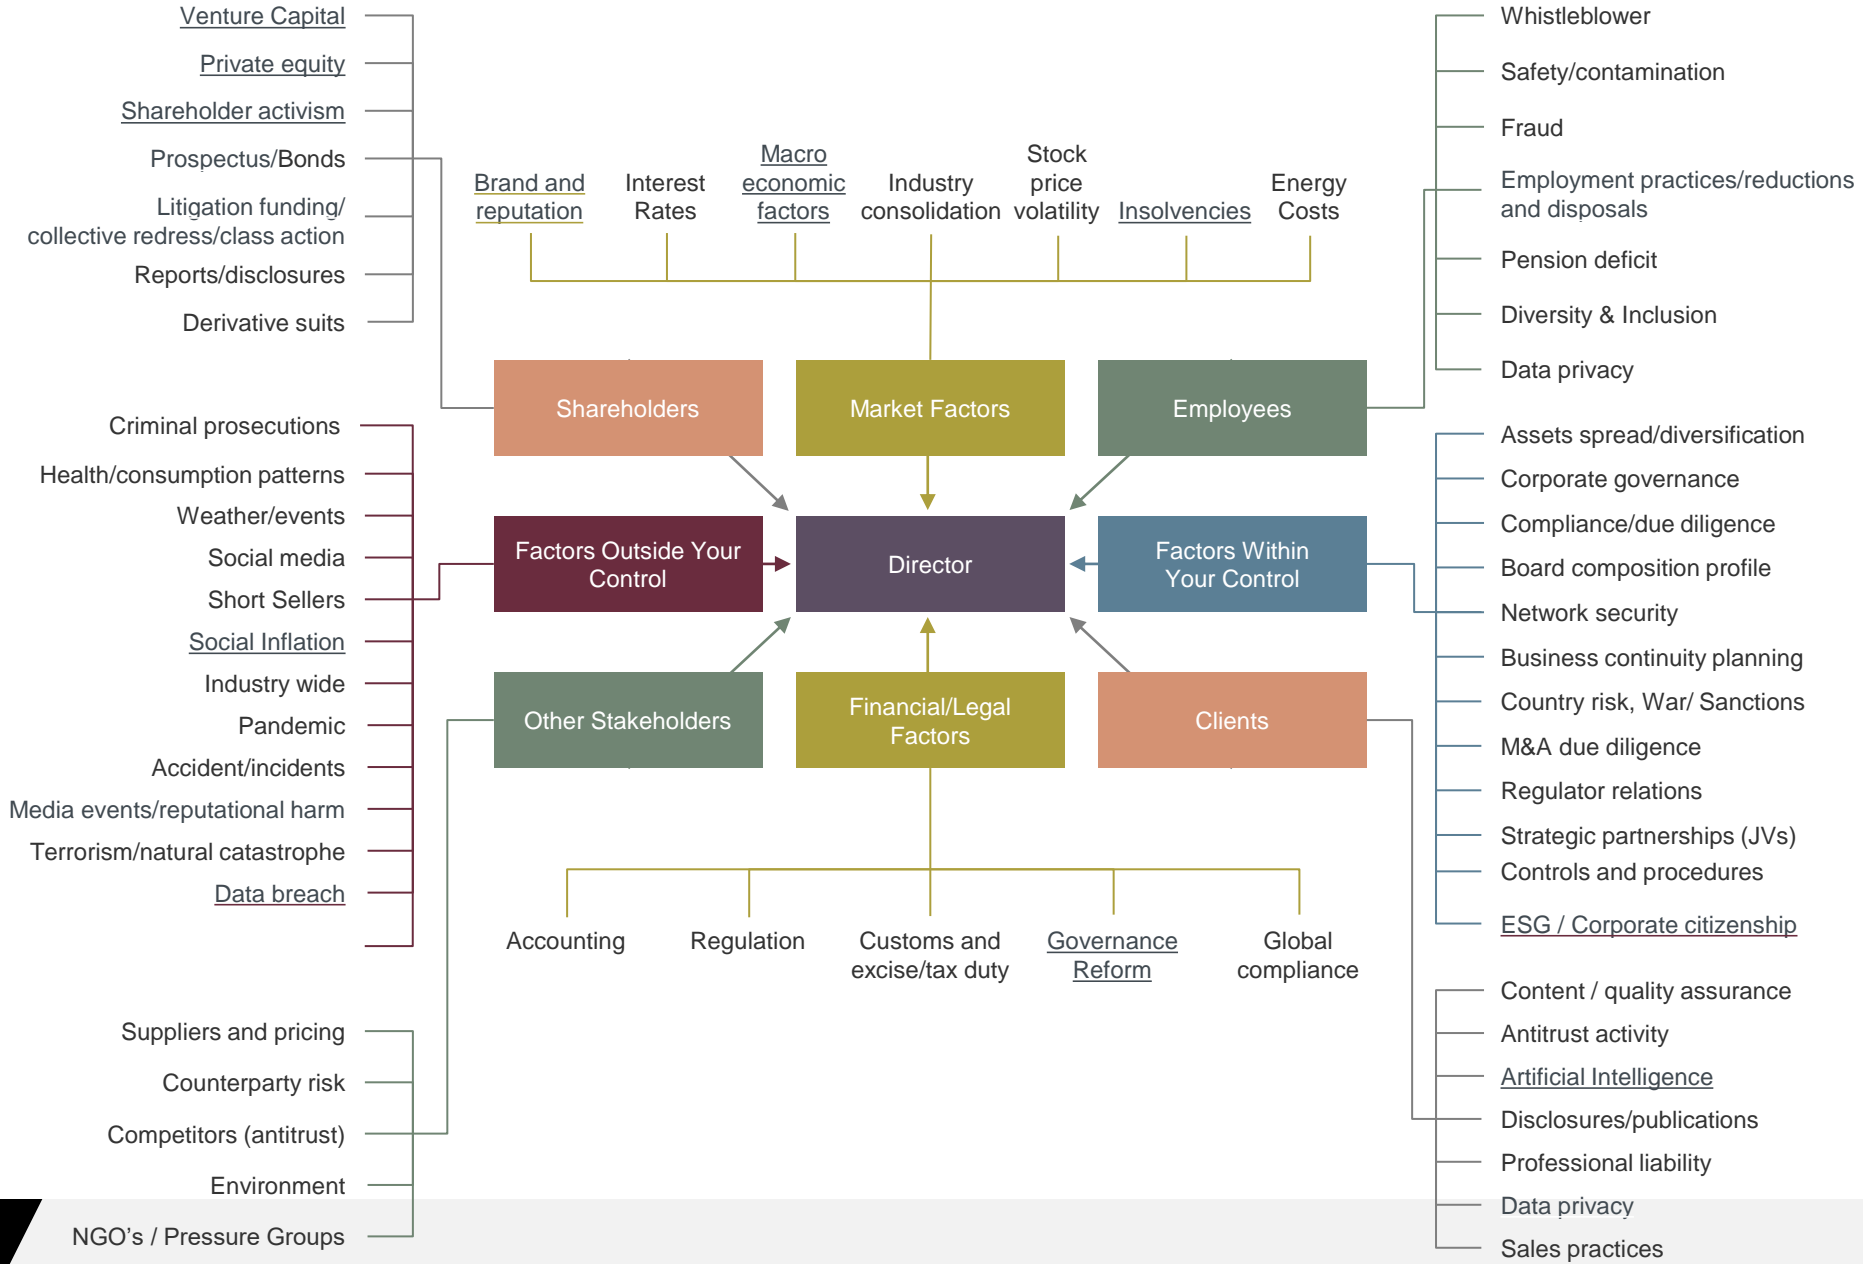 Venture Capital
Private equity
Shareholder activism
Prospectus/Bonds
Litigation funding/
collective redress/class action
Reports/disclosures
Derivative suits
Brand and
reputation
Interest
Rates
Macro
economic
factors
Industry
consolidation
Stock
price
volatility
Insolvencies
Energy
Costs
Whistleblower
Safety/contamination
Fraud
Employment practices/reductions
and disposals
Pension deficit
Diversity & Inclusion
Data privacy
Shareholders
Market Factors
Employees
Criminal prosecutions
Health/consumption patterns
Weather/events
Social media
Short Sellers
Social Inflation
Industry wide
Pandemic
Accident/incidents
Media events/reputational harm
Terrorism/natural catastrophe
Data breach
Factors Outside Your
Control
Director
Factors Within
Your Control
Assets spread/diversification
Corporate governance
Compliance/due diligence
Board composition profile
Network security
Business continuity planning
Country risk, War/ Sanctions
M&A due diligence
Regulator relations
Strategic partnerships (JVs)
Controls and procedures
ESG / Corporate citizenship
Other Stakeholders
Financial/Legal
Factors
Clients
Accounting
Regulation
Customs and
excise/tax duty
Governance
Reform
Global
compliance
Suppliers and pricing
Counterparty risk
Competitors (antitrust)
Environment
NGO's / Pressure Groups
Content / quality assurance
Antitrust activity
Artificial Intelligence
Disclosures/publications
Professional liability
Data privacy
Sales practices